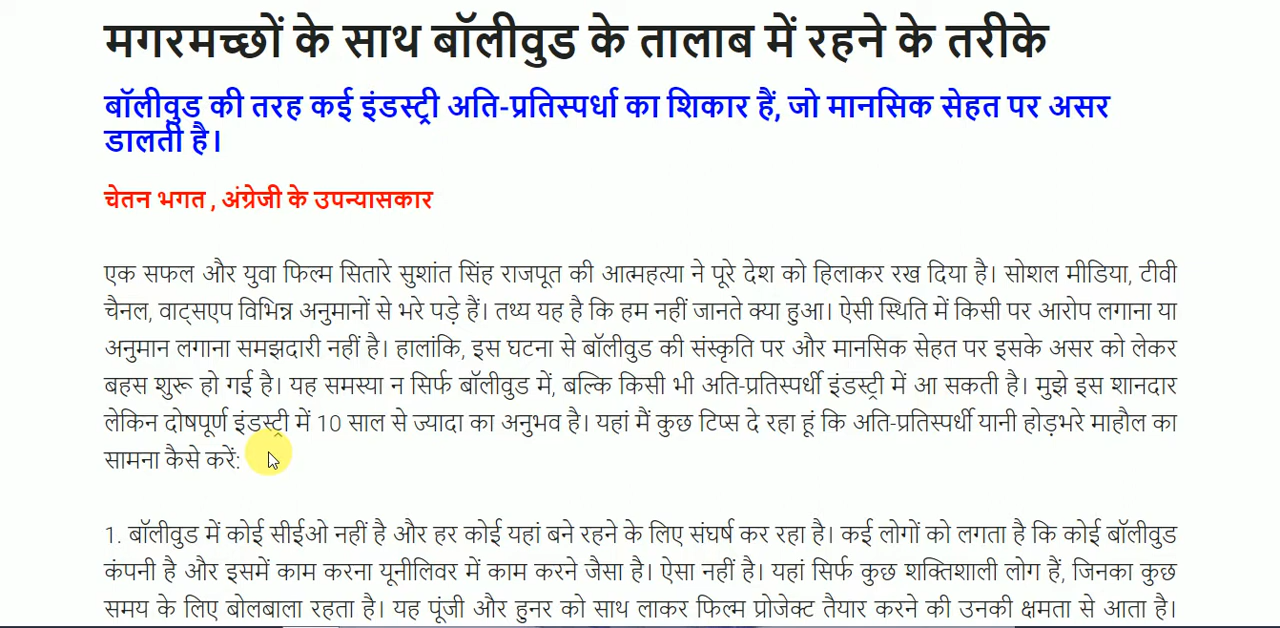 मगरमच्छों के साथ बॉलीवुड के तालाब में रहने के तरीके
बॉलीवुड की तरह कई इंडस्ट्री अति-प्रतिस्पर्धा का शिकार हैं, जो मानसिक सेहत पर असर
डालती है।
चेतन भगत , अंग्रेजी के उपन्यासकार
एक सफल और युवा फिल्म सितारे सुशांत सिंह राजपूत की आत्महत्या ने पूरे देश को हिलाकर रख दिया है। सोशल मीडिया, टीवी
चैनल, वाट्सएप विभिन्न अनुमानों से भरे पड़े हैं। तथ्य यह है कि हम नहीं जानते क्या हुआ। ऐसी स्थिति में किसी पर आरोप लगाना या
अनुमान लगाना समझदारी नहीं है। हालांकि, इस घटना से बॉलीवुड की संस्कृति पर और मानसिक सेहत पर इसके असर को लेकर
बहस शुरू हो गई है। यह समस्या न सिर्फ बॉलीवुड में, बल्कि किसी भी अति-प्रतिस्पर्धी इंडस्ट्री में आ सकती है। मुझे इस शानदार
लेकिन दोषपूर्ण इंडस्ट्री में 10 साल से ज्यादा का अनुभव है। यहां मैं कुछ टिप्स दे रहा हूं कि अति-प्रतिस्पर्धी यानी होड़भरे माहौल का
सामना कैसे करें:
1. बॉलीवुड में कोई सीईओ नहीं है और हर कोई यहां बने रहने के लिए संघर्ष कर रहा है। कई लोगों को लगता है कि कोई बॉलीवुड
कंपनी है और इसमें काम करना यूनीलिवर में काम करने जैसा है। ऐसा नहीं है। यहां सिर्फ कुछ शक्तिशाली लोग हैं, जिनका कुछ
समय के लिए बोलबाला रहता है। यह पूंजी और हुनर को साथ लाकर फिल्म प्रोजेक्ट तैयार करने की उनकी क्षमता से आता है।